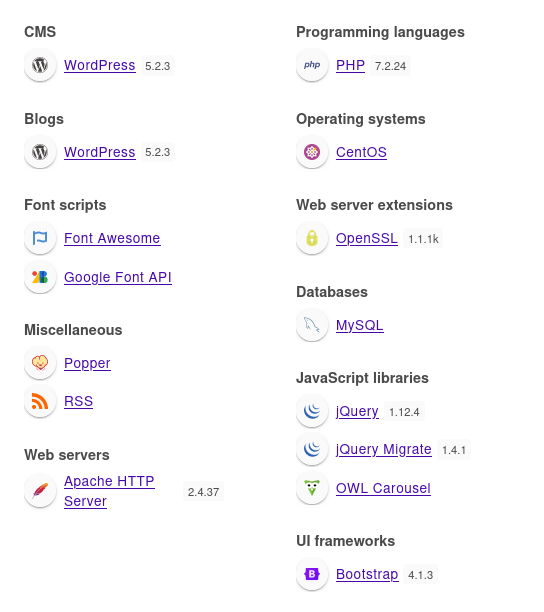 CMS
WordPress 5.2.3
Blogs
WordPress 5.2.3
Font scripts
Font Awesome
Google Font API
Miscellaneous
Popper
RSS
Web servers
Apache HTTP
Server 2.4.37
Programming languages
php PHP 7.2.24
Operating systems
CentOS
Web server extensions
OpenSSL 1.1.1k
Databases
MySQL
JavaScript libraries
jQuery 1.12.4
jQuery Migrate 1.4.1
OWL Carousel
UI frameworks
B Bootstrap 4.1.3